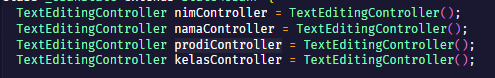 TextEditingController nimController = TextEditingController();
TextEditingController namaController = TextEditingController();
TextEditingController prodiController = TextEditingController();
TextEditingController kelasController = TextEditingController();